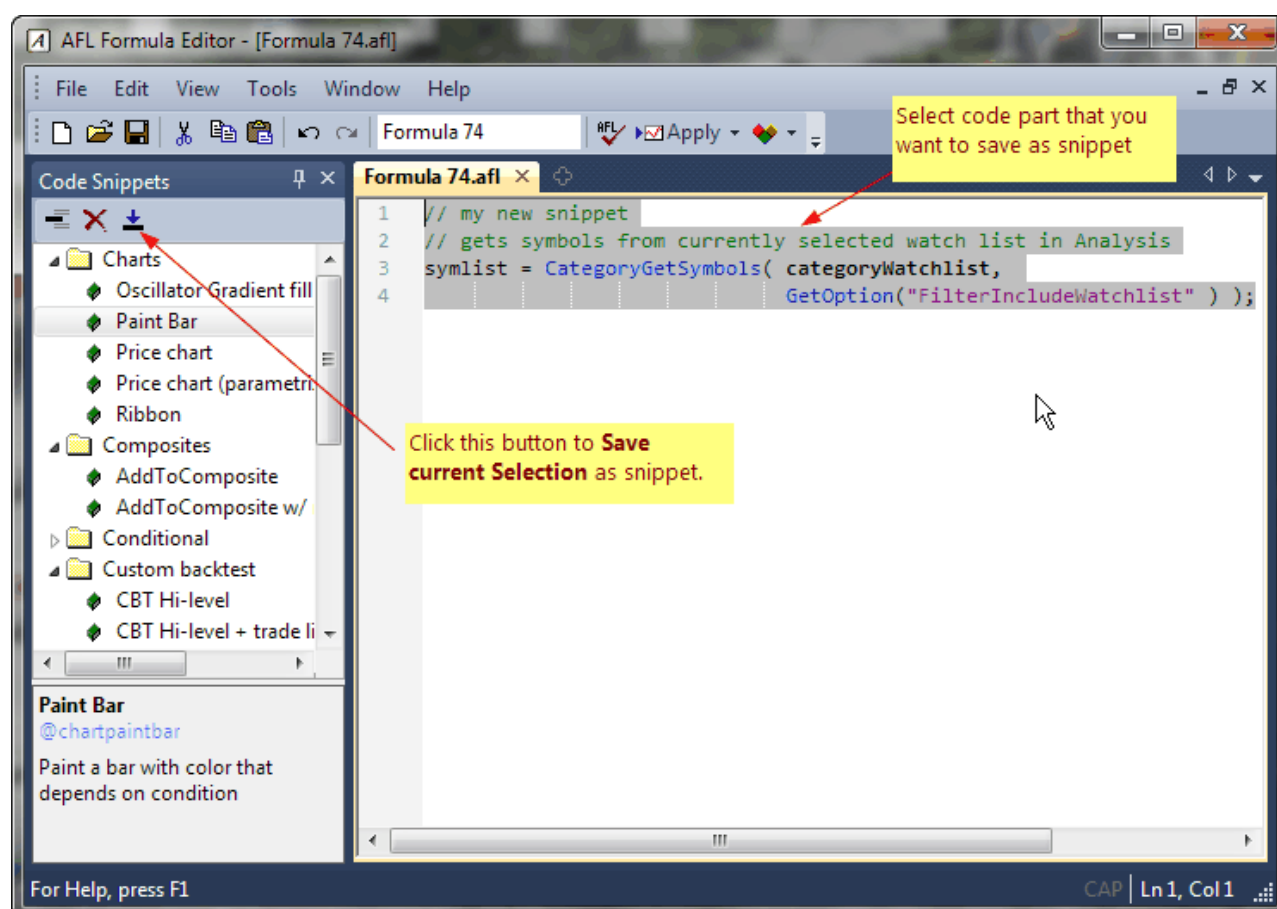 AFL Formula Editor - [Formula 74.afl]
File Edit View Tools Window Help
Formula 74
AFL
Apply
Select code part that you
want to save as snippet
Code Snippets
Formula 74.afl
Charts
Oscillator Gradient fill
Paint Bar
Price chart
Price chart (parametri
Ribbon
Composites
AddToComposite
AddToComposite w/
Conditional
Custom backtest
CBT Hi-level
CBT Hi-level + trade li
1 // my new snippet
2 // gets symbols from currently selected watch list in Analysis
3 symlist = CategoryGetSymbols( categoryWatchlist,
4 GetOption("FilterIncludeWatchlist" ) );
Click this button to Save
current Selection as snippet.
Paint Bar
@chartpaintbar
Paint a bar with color that
depends on condition
For Help, press F1
CAP Ln 1, Col 1